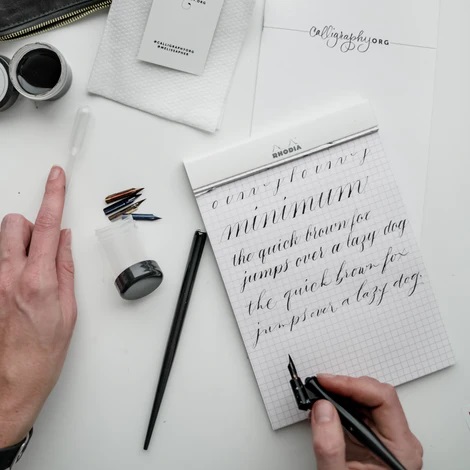 calligraphy.ORG
#CALLIGRAPHYORG
calligraphyORG
RHODIA
minimum
the quick brown fox
jumps over a lazy dog
the quick brown fox
jumps over a lazy dog.